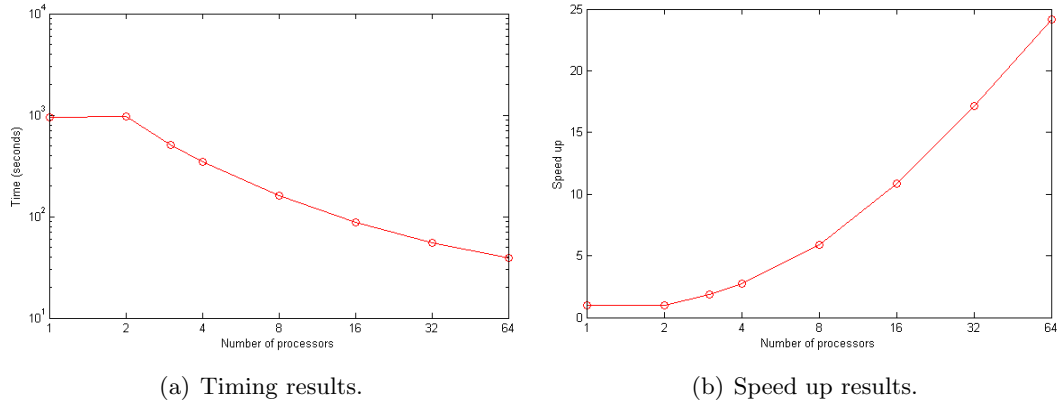 10^4
10^3
10^2
10^1
Time (seconds)
1 2 4 8 16 32 64
Number of processors
(a) Timing results.
25
20
15
10
5
0
Speed up
1 2 4 8 16 32 64
Number of processors
(b) Speed up results.